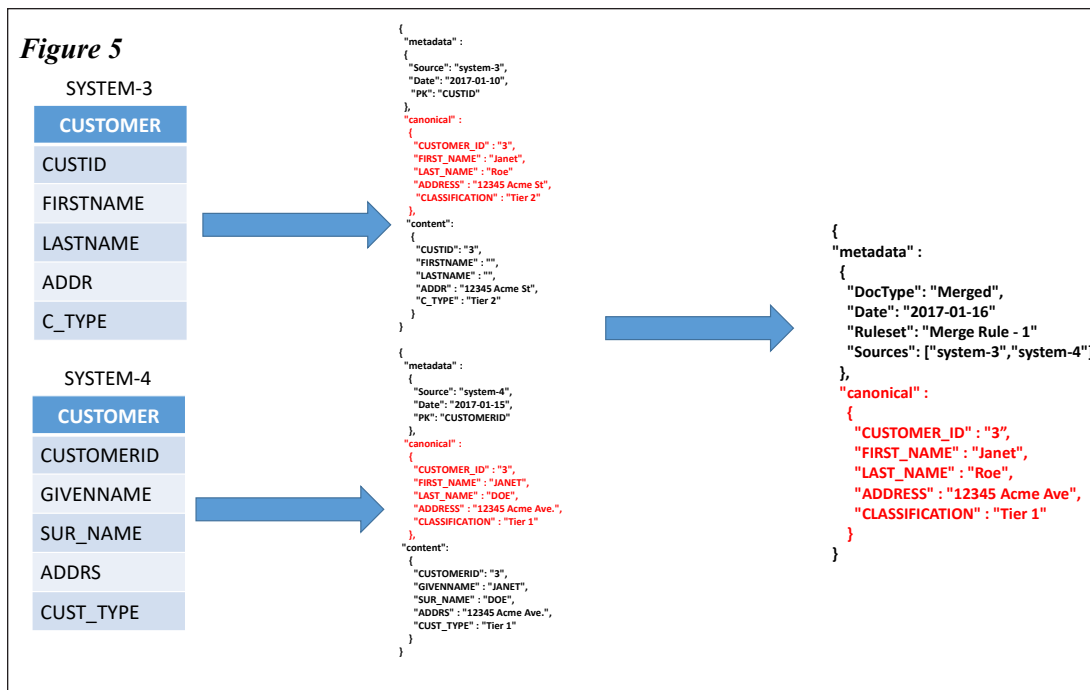 Figure 5
SYSTEM-3
CUSTOMER
CUSTID
FIRSTNAME
LASTNAME
ADDR
C_TYPE
SYSTEM-4
CUSTOMER
CUSTOMERID
GIVENNAME
SUR_NAME
ADDRS
CUST_TYPE
{
"metadata" :
{
"Source": "system-3",
"Date": "2017-01-10",
"PK": "CUSTID"
},
"canonical" :
{
"CUSTOMER_ID" : "3",
"FIRST_NAME" : "Janet",
"LAST_NAME" : "Roe"
"ADDRESS" : "12345 Acme St",
"CLASSIFICATION" : "Tier 2"
},
"content":
{
"CUSTID": "3",
"FIRSTNAME" : "",
"LASTNAME" : "",
"ADDR" : "12345 Acme St",
"C_TYPE" : "Tier 2"
}
}
{
"metadata" :
{
"Source": "system-4",
"Date": "2017-01-15",
"PK": "CUSTOMERID"
},
"canonical" :
{
"CUSTOMER_ID" : "3",
"FIRST_NAME" : "JANET",
"LAST_NAME" : "DOE",
"ADDRESS" : "12345 Acme Ave.",
"CLASSIFICATION" : "Tier 1"
},
"content":
{
"CUSTOMERID": "3",
"GIVENNAME" : "JANET",
"SUR_NAME" : "DOE",
"ADDRS" : "12345 Acme Ave.",
"CUST_TYPE" : "Tier 1"
}
}
{
"metadata" :
{
"DocType": "Merged",
"Date": "2017-01-16"
"Ruleset": "Merge Rule - 1"
"Sources": ["system-3","system-4"]
},
"canonical" :
{
"CUSTOMER_ID" : "3”,
"FIRST_NAME" : "Janet",
"LAST_NAME" : "Roe",
"ADDRESS" : "12345 Acme Ave",
"CLASSIFICATION" : "Tier 1"
}
}